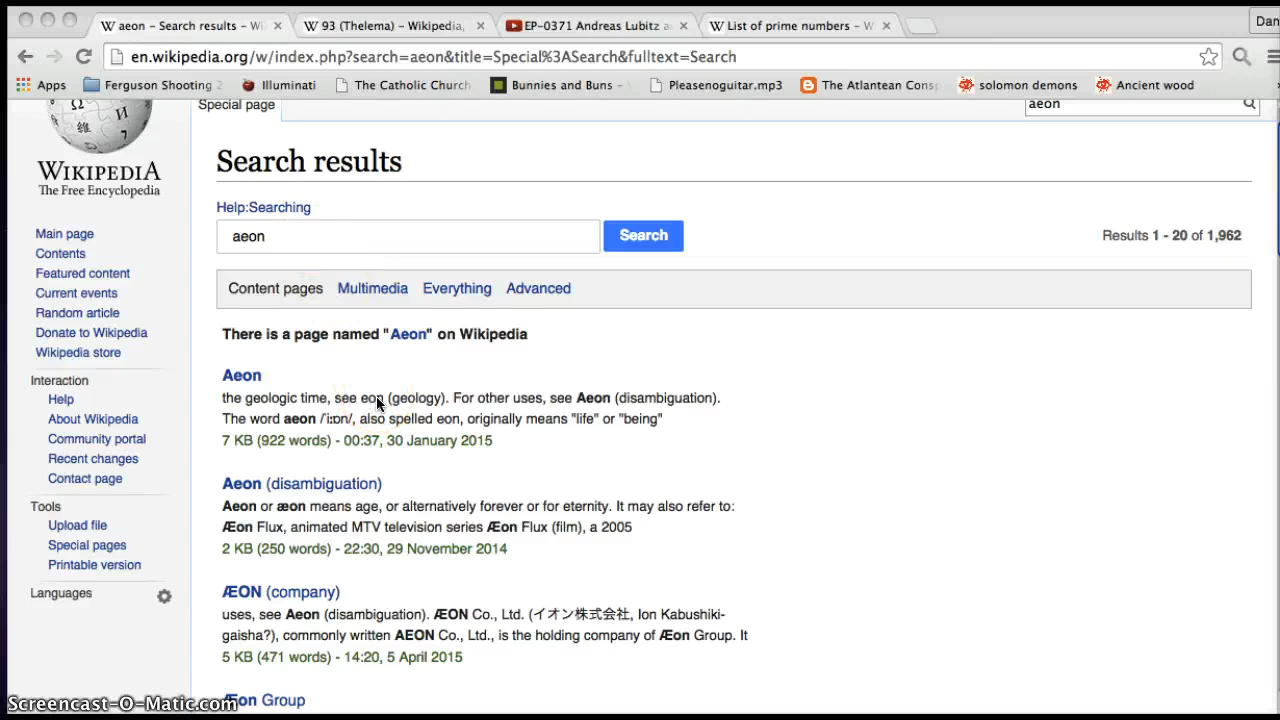 aeon – Search results – Wi
93 (Thelema) – Wikipedia,
EP-0371 Andreas Lubitz a
List of prime numbers – W
Dan
en.wikipedia.org/w/index.php?search=aeon&title=Special%3ASearch&fulltext=Search
Apps
Ferguson Shooting
Illuminati
The Catholic Church
Bunnies and Buns –
Pleasenoguitar.mp3
The Atlantean Consp
solomon demons
Ancient wood
Special page
aeon
WIKIPEDIA
The Free Encyclopedia
Main page
Contents
Featured content
Current events
Random article
Donate to Wikipedia
Wikipedia store
Interaction
Help
About Wikipedia
Community portal
Recent changes
Contact page
Tools
Upload file
Special pages
Printable version
Languages
Search results
Help:Searching
aeon
Search
Results 1 - 20 of 1,962
Content pages Multimedia Everything Advanced
There is a page named "Aeon" on Wikipedia
Aeon
the geologic time, see eon (geology). For other uses, see Aeon (disambiguation).
The word aeon /ˈiːɒn/, also spelled eon, originally means "life" or "being"
7 KB (922 words) - 00:37, 30 January 2015
Aeon (disambiguation)
Aeon or æon means age, or alternatively forever or for eternity. It may also refer to:
Æon Flux, animated MTV television series Æon Flux (film), a 2005
2 KB (250 words) - 22:30, 29 November 2014
ÆON (company)
uses, see Aeon (disambiguation). ÆON Co., Ltd. (イオン株式会社, Ion Kabushiki-
gaisha?), commonly written AEON Co., Ltd., is the holding company of Æon Group. It
5 KB (471 words) - 14:20, 5 April 2015
Æon Group
Screencast-O-Matic.com